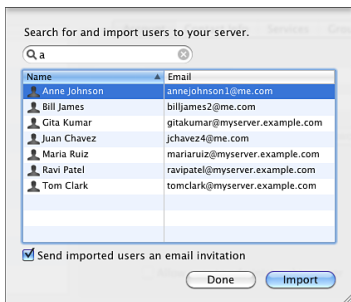 Services
Search for and import users to your server.
a
Name Email
Anne Johnson annejohnson1@me.com
Bill James billjames2@me.com
Gita Kumar gitakumar@myserver.example.com
Juan Chavez jchavez4@me.com
Maria Ruiz mariaruiz@myserver.example.com
Ravi Patel ravipatel@myserver.example.com
Tom Clark tomclark@myserver.example.com
Send imported users an email invitation
Done Import